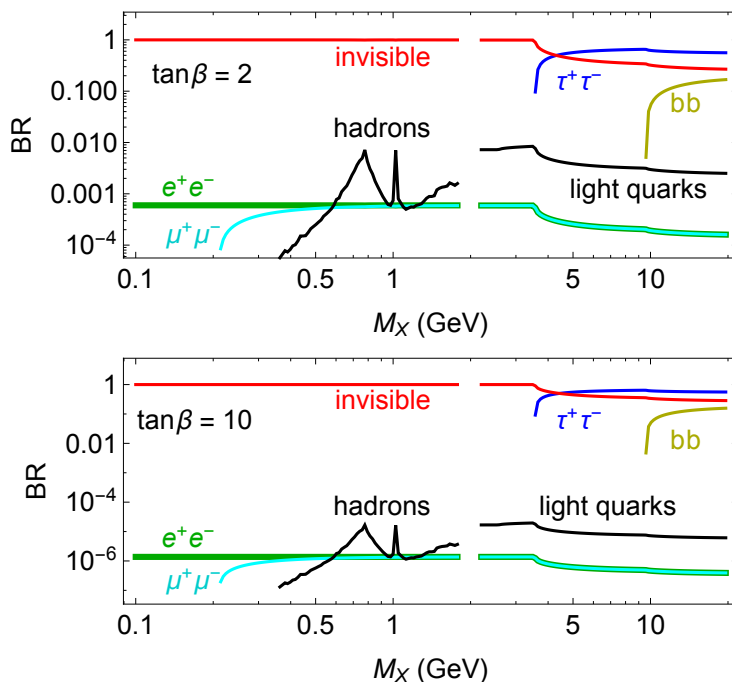 1
0.100
0.010
0.001
10⁻⁴
BR
tanβ = 2
invisible
τ⁺τ⁻
bb
hadrons
e⁺e⁻
μ⁺μ⁻
light quarks
0.1 0.5 1 5 10
M_X (GeV)
1
0.01
10⁻⁴
10⁻⁶
BR
tanβ = 10
invisible
τ⁺τ⁻
bb
hadrons
light quarks
e⁺e⁻
μ⁺μ⁻
0.1 0.5 1 5 10
M_X (GeV)